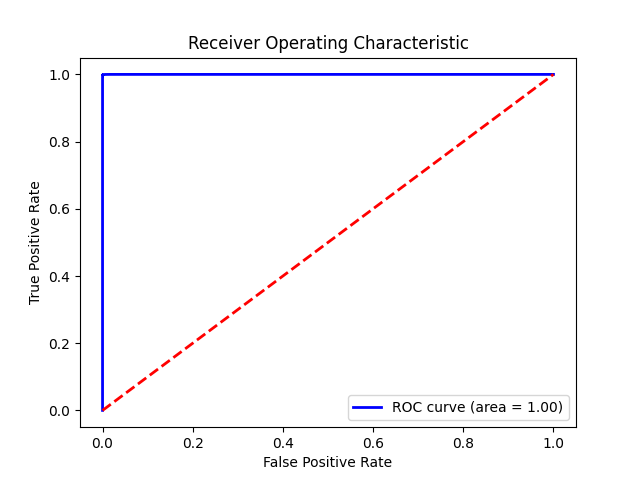 Receiver Operating Characteristic
1.0
0.8
0.6
0.4
0.2
0.0
True Positive Rate
ROC curve (area = 1.00)
0.0 0.2 0.4 0.6 0.8 1.0
False Positive Rate